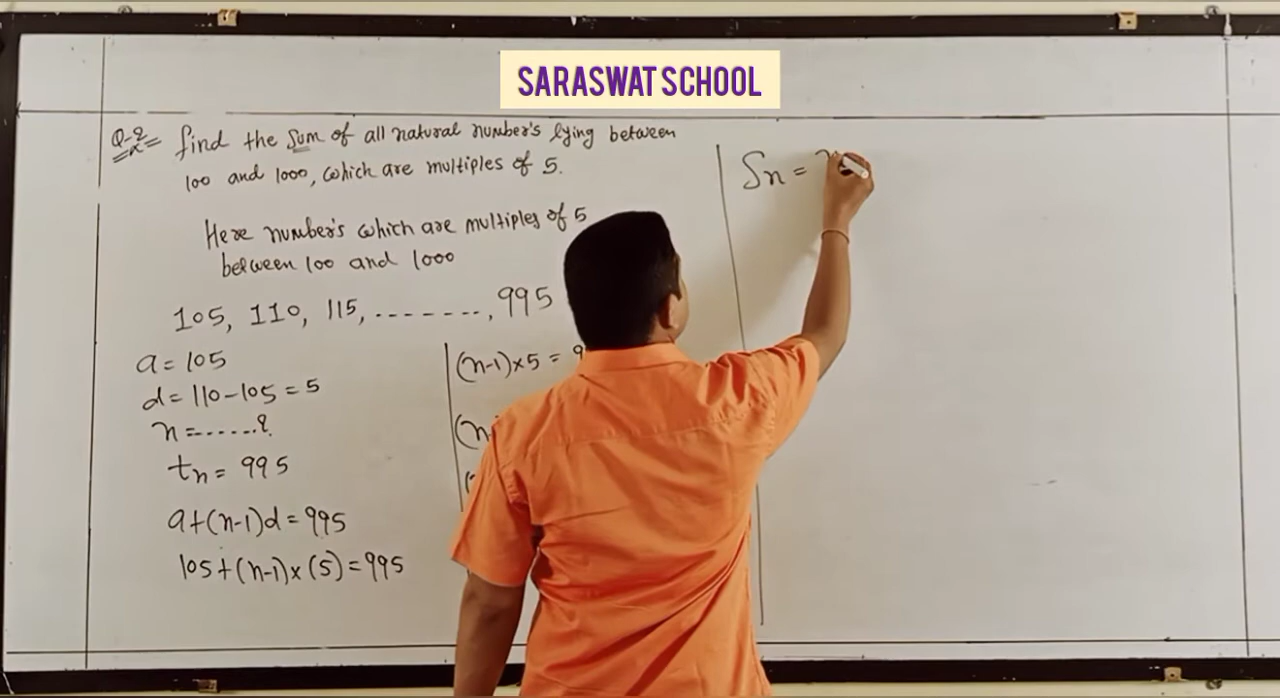 SARASWAT SCHOOL
Q-2 find the sum of all natural number's lying between
100 and 1000, which are multiples of 5.
Here number's which are multiples of 5
between 100 and 1000
105, 110, 115, ......., 995
a = 105
d = 110-105 = 5
n = .....?
tn = 995
a+(n-1)d = 995
105+(n-1)×(5) = 995
(n-1)×5 = 9
(n-
Sn =